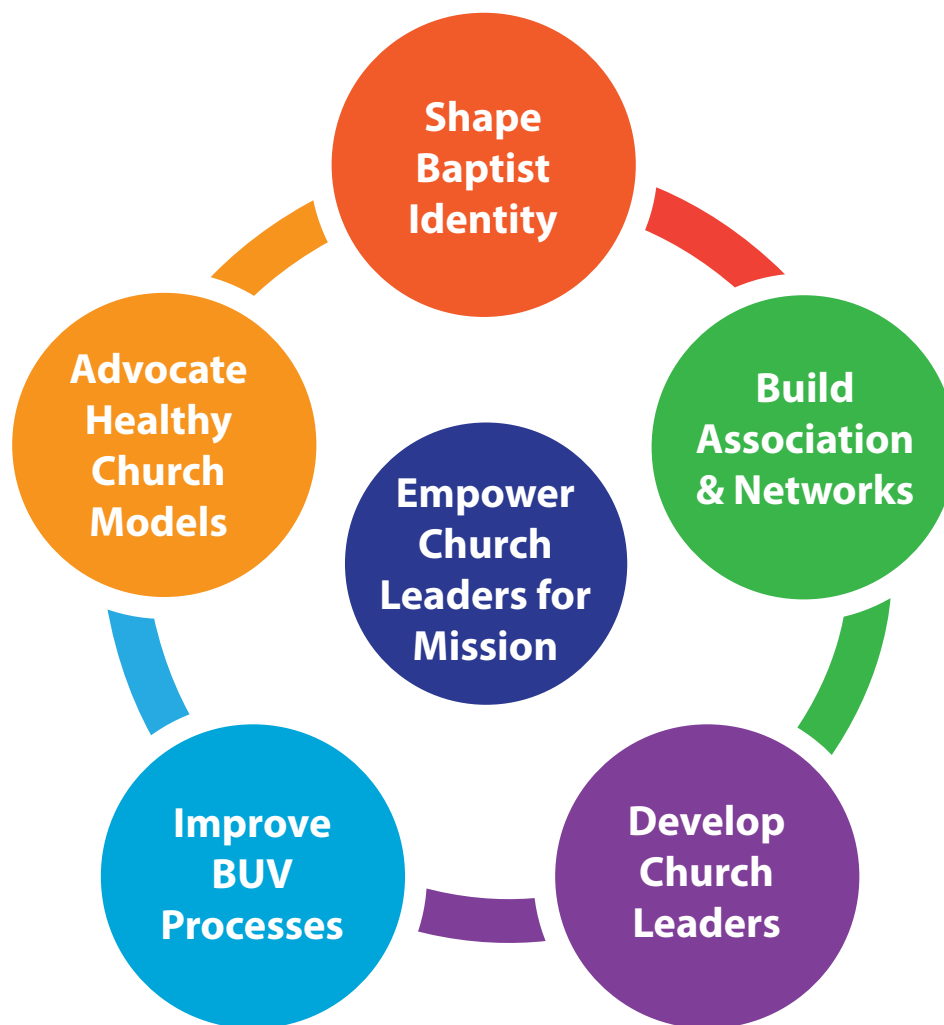 Shape
Baptist
Identity
Build
Association
& Networks
Develop
Church
Leaders
Improve
BUV
Processes
Advocate
Healthy
Church
Models
Empower
Church
Leaders for
Mission